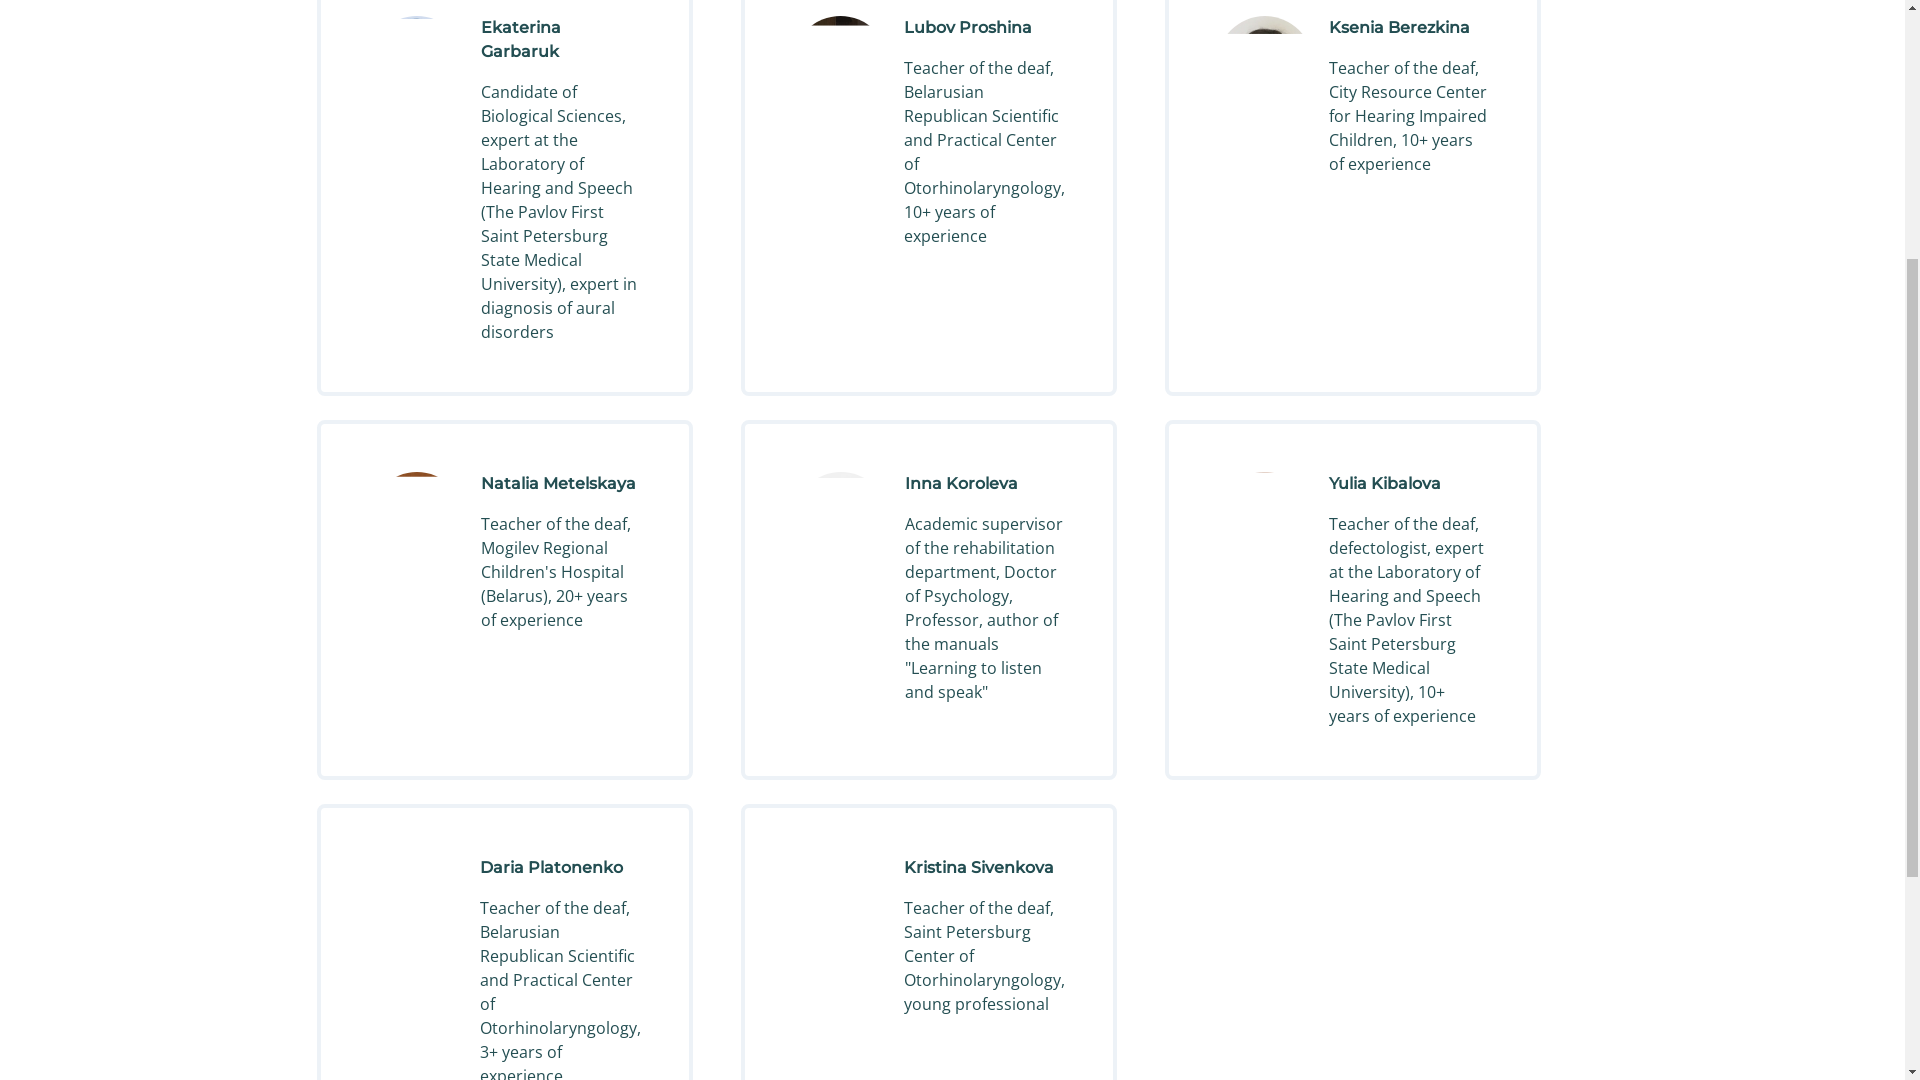 Ekaterina
Garbaruk
Candidate of
Biological Sciences,
expert at the
Laboratory of
Hearing and Speech
(The Pavlov First
Saint Petersburg
State Medical
University), expert in
diagnosis of aural
disorders
Lubov Proshina
Teacher of the deaf,
Belarusian
Republican Scientific
and Practical Center
of
Otorhinolaryngology,
10+ years of
experience
Ksenia Berezkina
Teacher of the deaf,
City Resource Center
for Hearing Impaired
Children, 10+ years
of experience
Natalia Metelskaya
Teacher of the deaf,
Mogilev Regional
Children's Hospital
(Belarus), 20+ years
of experience
Inna Koroleva
Academic supervisor
of the rehabilitation
department, Doctor
of Psychology,
Professor, author of
the manuals
"Learning to listen
and speak"
Yulia Kibalova
Teacher of the deaf,
defectologist, expert
at the Laboratory of
Hearing and Speech
(The Pavlov First
Saint Petersburg
State Medical
University), 10+
years of experience
Daria Platonenko
Teacher of the deaf,
Belarusian
Republican Scientific
and Practical Center
of
Otorhinolaryngology,
3+ years of
experience
Kristina Sivenkova
Teacher of the deaf,
Saint Petersburg
Center of
Otorhinolaryngology,
young professional